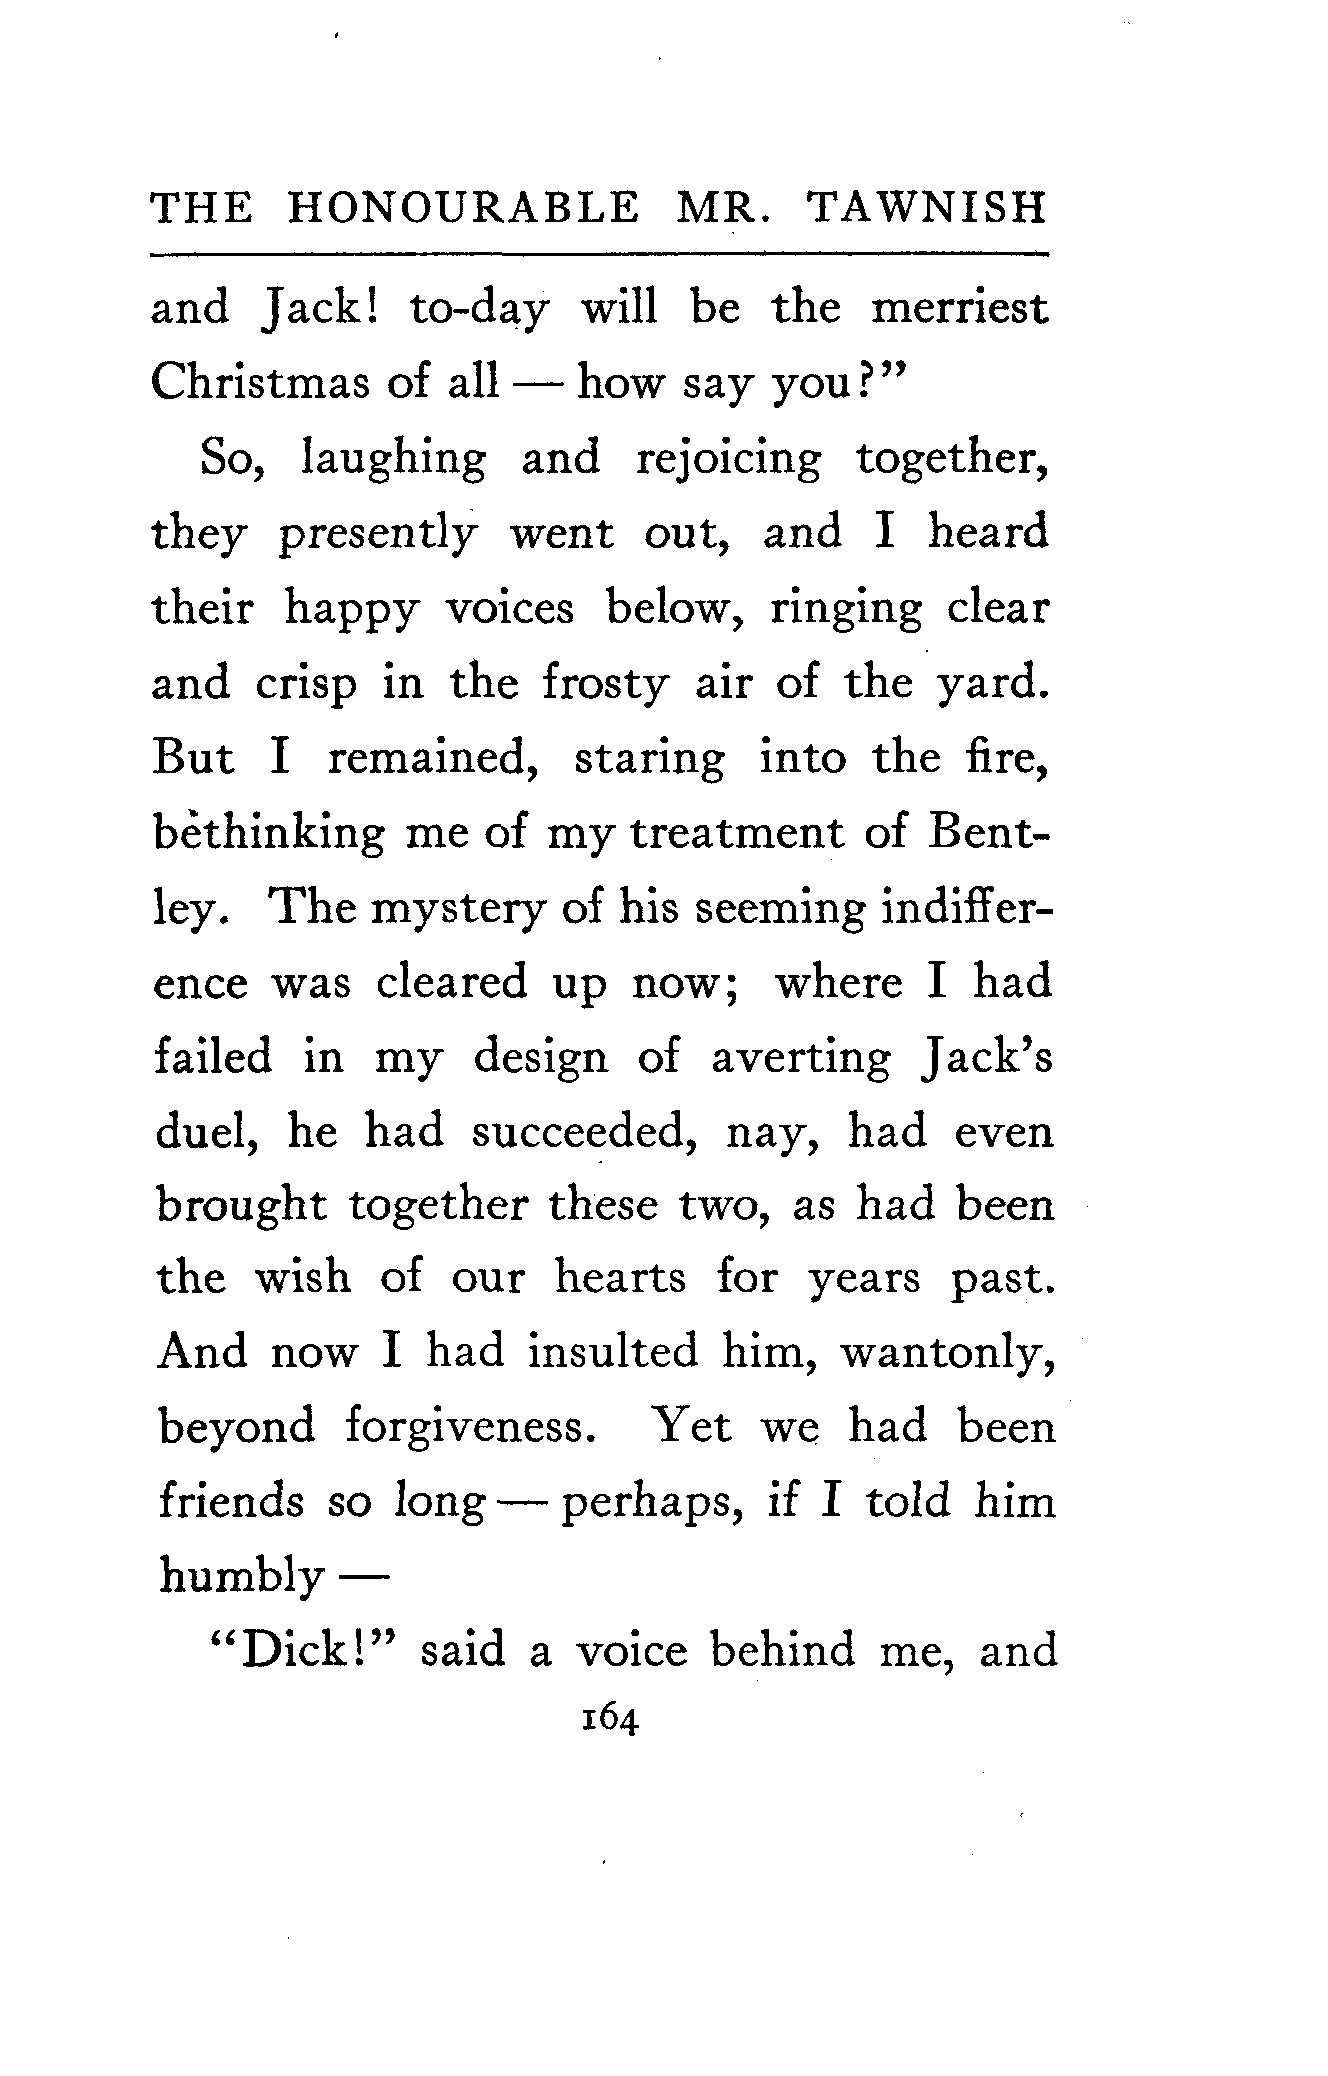 THE HONOURABLE MR. TAWNISH
and Jack! to-day will be the merriest
Christmas of all — how say you?”
So, laughing and rejoicing together,
they presently went out, and I heard
their happy voices below, ringing clear
and crisp in the frosty air of the yard.
But I remained, staring into the fire,
bethinking me of my treatment of Bent-
ley. The mystery of his seeming indiffer-
ence was cleared up now; where I had
failed in my design of averting Jack’s
duel, he had succeeded, nay, had even
brought together these two, as had been
the wish of our hearts for years past.
And now I had insulted him, wantonly,
beyond forgiveness. Yet we had been
friends so long — perhaps, if I told him
humbly —
“Dick!” said a voice behind me, and
164